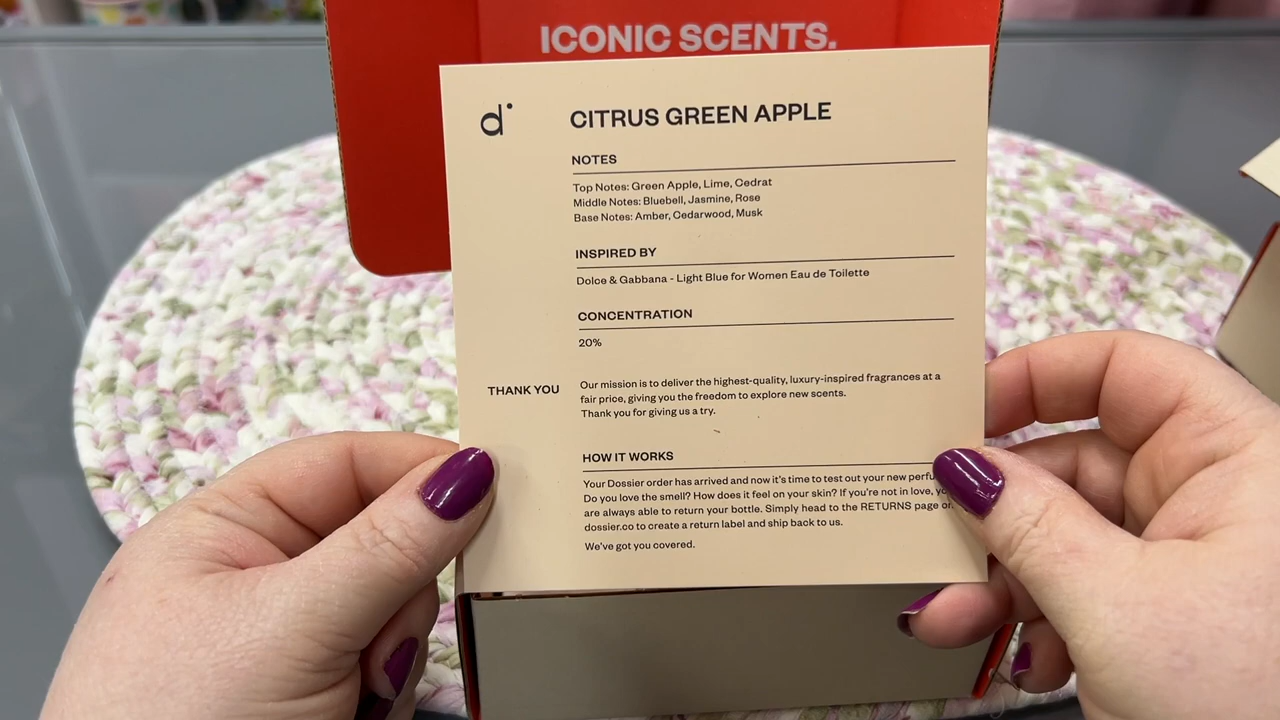 ICONIC SCENTS.
d
CITRUS GREEN APPLE
NOTES
Top Notes: Green Apple, Lime, Cedrat
Middle Notes: Bluebell, Jasmine, Rose
Base Notes: Amber, Cedarwood, Musk
INSPIRED BY
Dolce & Gabbana - Light Blue for Women Eau de Toilette
CONCENTRATION
20%
THANK YOU
Our mission is to deliver the highest-quality, luxury-inspired fragrances at a
fair price, giving you the freedom to explore new scents.
Thank you for giving us a try.
HOW IT WORKS
Your Dossier order has arrived and now it's time to test out your new
Do you love the smell? How does it feel on your skin? If you're not in love,
are always able to return your bottle. Simply head to the RETURNS page on
dossier.co to create a return label and ship back to us.
We've got you covered.